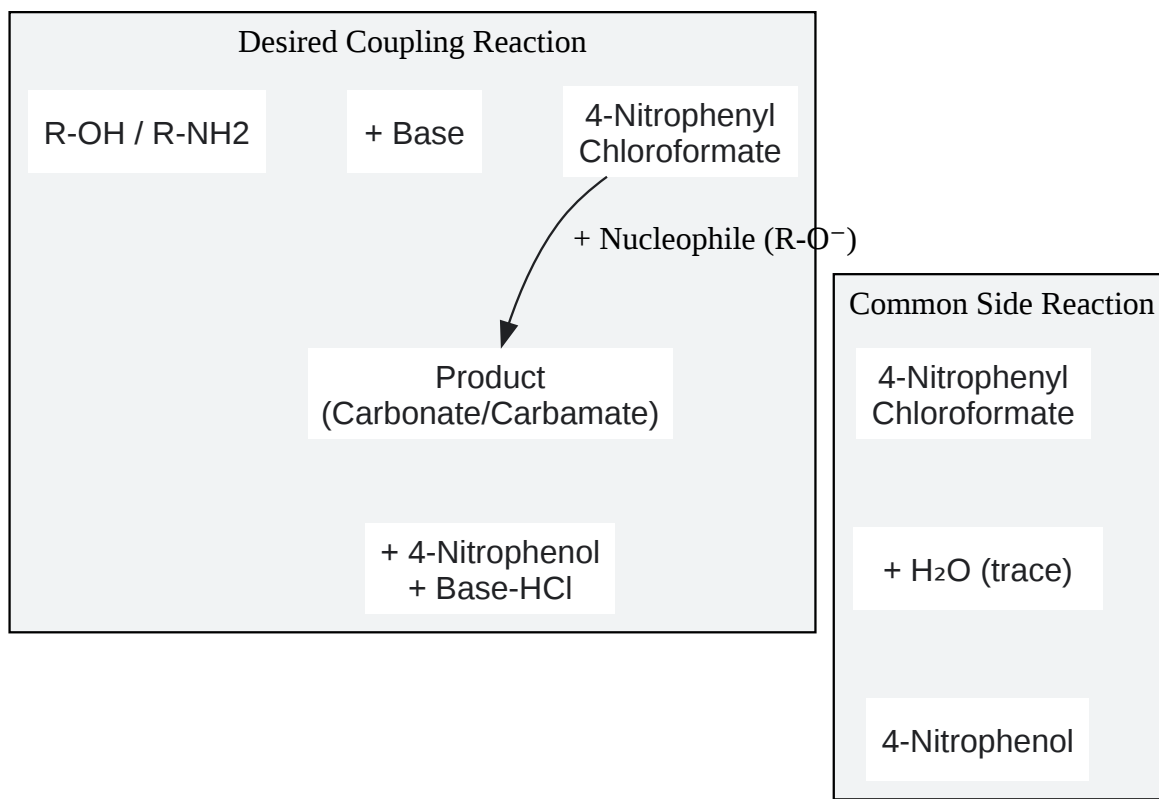 Desired Coupling Reaction
R-OH / R-NH2
+ Base
4-Nitrophenyl
Chloroformate
+ Nucleophile (R-O⁻)
Product
(Carbonate/Carbamate)
+ 4-Nitrophenol
+ Base-HCl
Common Side Reaction
4-Nitrophenyl
Chloroformate
+ H₂O (trace)
4-Nitrophenol